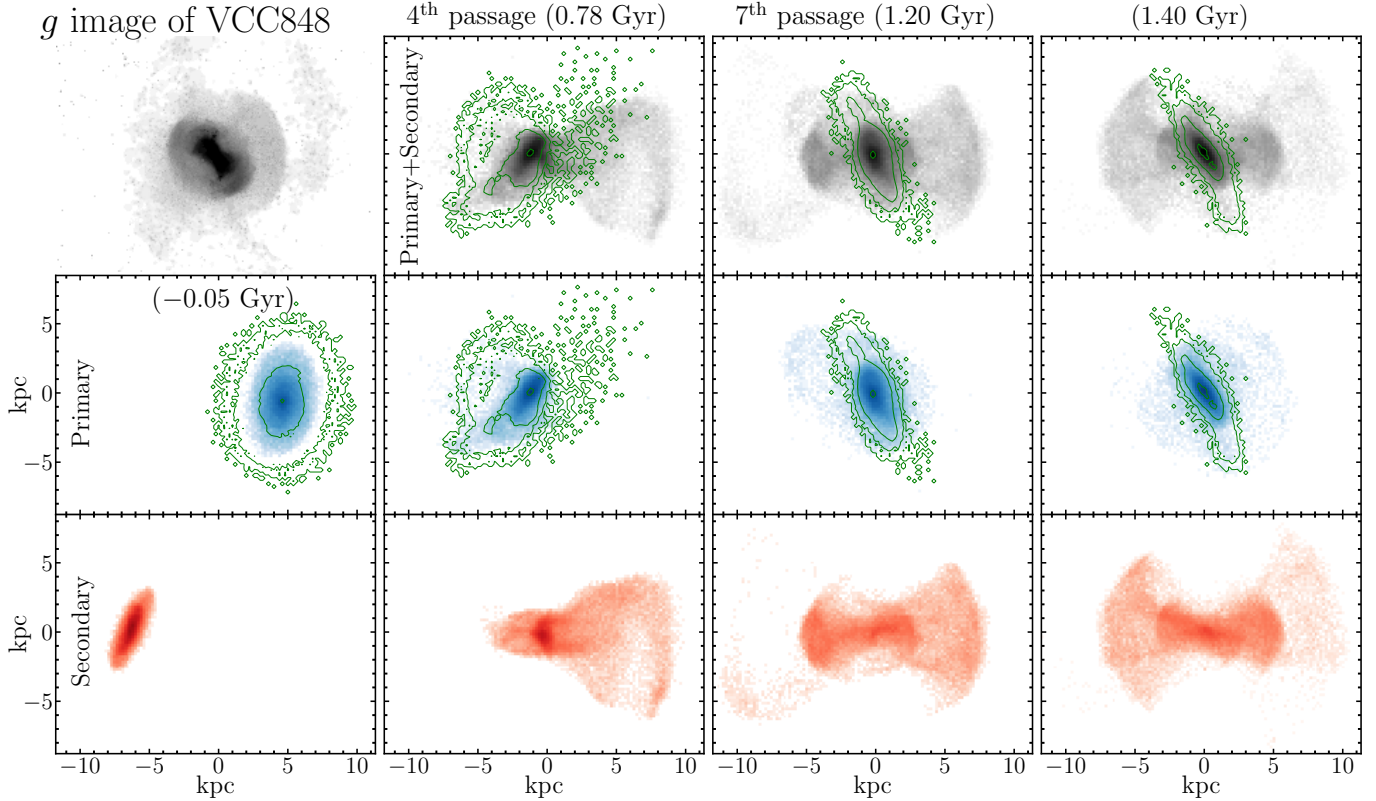 g image of VCC848
4th passage (0.78 Gyr)
7th passage (1.20 Gyr)
(1.40 Gyr)
Primary+Secondary
(−0.05 Gyr)
Primary
kpc
5
0
−5
Secondary
kpc
5
0
−5
−10 −5 0 5 10
−10 −5 0 5 10
−10 −5 0 5 10
−10 −5 0 5 10
kpc
kpc
kpc
kpc